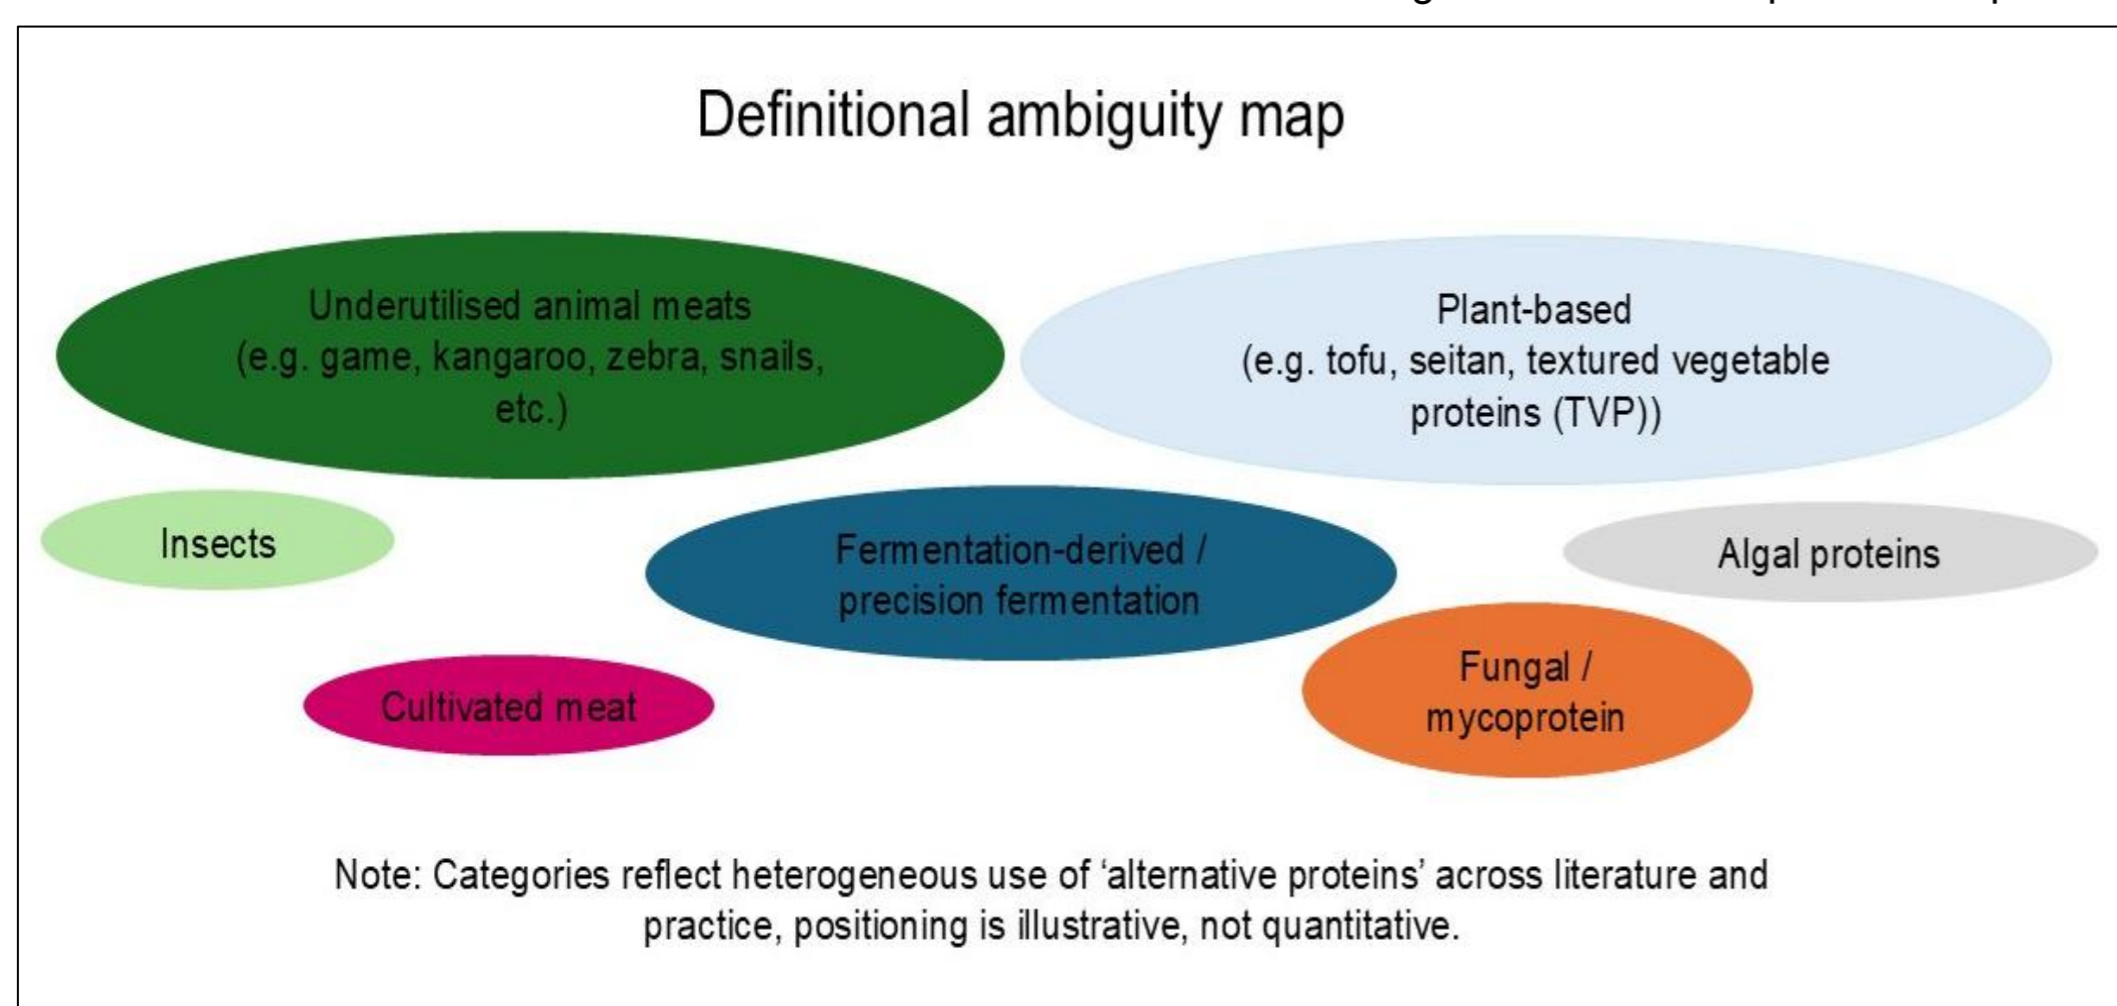 Definitional ambiguity map
Underutilised animal meats
(e.g. game, kangaroo, zebra, snails,
etc.)
Plant-based
(e.g. tofu, seitan, textured vegetable
proteins (TVP))
Insects
Fermentation-derived /
precision fermentation
Algal proteins
Cultivated meat
Fungal /
mycoprotein
Note: Categories reflect heterogeneous use of ‘alternative proteins’ across literature and
practice, positioning is illustrative, not quantitative.